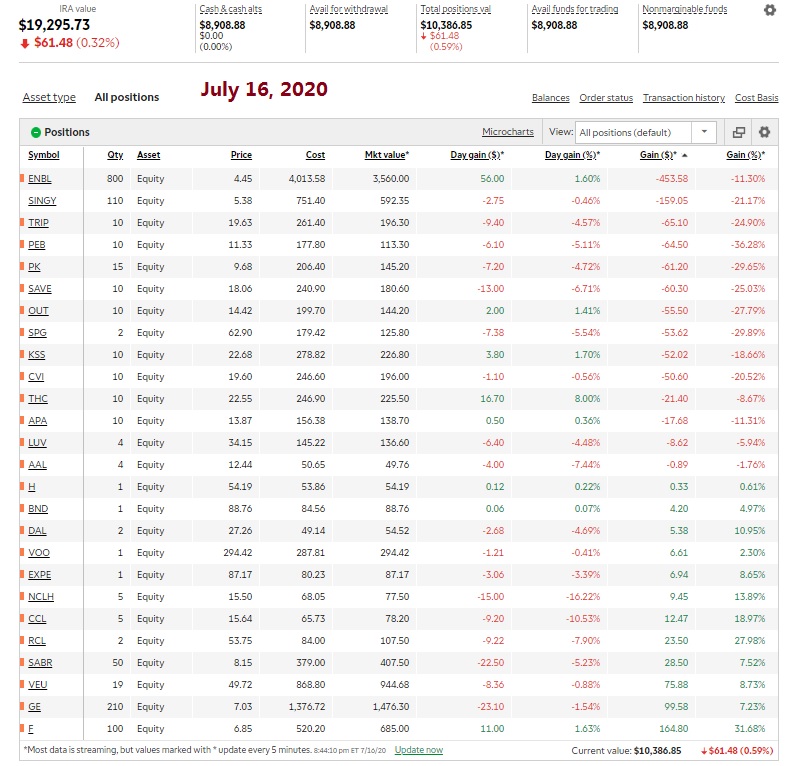 IRA value
$19,295.73
$61.48 (0.32%)
Cash & cash alts
$8,908.88
$0.00
(0.00%)
Avail for withdrawal
$8,908.88
Total positions val
$10,386.85
$61.48
(0.59%)
Avail funds for trading
$8,908.88
Nonmarginable funds
$8,908.88
July 16, 2020
Asset type All positions
Balances Order status Transaction history Cost Basis
Positions Microcharts View: All positions (default)
Symbol Qty Asset Price Cost Mkt value* Day gain ($)* Day gain (%)* Gain ($)* Gain (%)*
ENBL 800 Equity 4.45 4,013.58 3,560.00 56.00 1.60% -453.58 -11.30%
SINGY 110 Equity 5.38 751.40 592.35 -2.75 -0.46% -159.05 -21.17%
TRIP 10 Equity 19.63 261.40 196.30 -9.40 -4.57% -65.10 -24.90%
PEB 10 Equity 11.33 177.80 113.30 -6.10 -5.11% -64.50 -36.28%
PK 15 Equity 9.68 206.40 145.20 -7.20 -4.72% -61.20 -29.65%
SAVE 10 Equity 18.06 240.90 180.60 -13.00 -6.71% -60.30 -25.03%
OUT 10 Equity 14.42 199.70 144.20 2.00 1.41% -55.50 -27.79%
SPG 2 Equity 62.90 179.42 125.80 -7.38 -5.54% -53.62 -29.89%
KSS 10 Equity 22.68 278.82 226.80 3.80 1.70% -52.02 -18.66%
CVI 10 Equity 19.60 246.60 196.00 -1.10 -0.56% -50.60 -20.52%
THC 10 Equity 22.55 246.90 225.50 16.70 8.00% -21.40 -8.67%
APA 10 Equity 13.87 156.38 138.70 0.50 0.36% -17.68 -11.31%
LUV 4 Equity 34.15 145.22 136.60 -6.40 -4.48% -8.62 -5.94%
AAL 4 Equity 12.44 50.65 49.76 -4.00 -7.44% -0.89 -1.76%
H 1 Equity 54.19 53.86 54.19 0.12 0.22% 0.33 0.61%
BND 1 Equity 88.76 84.56 88.76 0.06 0.07% 4.20 4.97%
DAL 2 Equity 27.26 49.14 54.52 -2.68 -4.69% 5.38 10.95%
VOO 1 Equity 294.42 287.81 294.42 -1.21 -0.41% 6.61 2.30%
EXPE 1 Equity 87.17 80.23 87.17 -3.06 -3.39% 6.94 8.65%
NCLH 5 Equity 15.50 68.05 77.50 -15.00 -16.22% 9.45 13.89%
CCL 5 Equity 15.64 65.73 78.20 -9.20 -10.53% 12.47 18.97%
RCL 2 Equity 53.75 84.00 107.50 -9.22 -7.90% 23.50 27.98%
SABR 50 Equity 8.15 379.00 407.50 -22.50 -5.23% 28.50 7.52%
VEU 19 Equity 49.72 868.80 944.68 -8.36 -0.88% 75.88 8.73%
GE 210 Equity 7.03 1,376.72 1,476.30 -23.10 -1.54% 99.58 7.23%
F 100 Equity 6.85 520.20 685.00 11.00 1.63% 164.80 31.68%
*Most data is streaming, but values marked with * update every 5 minutes. 8:44:10 pm ET 7/16/20 Update now Current value: $10,386.85 $61.48 (0.59%)